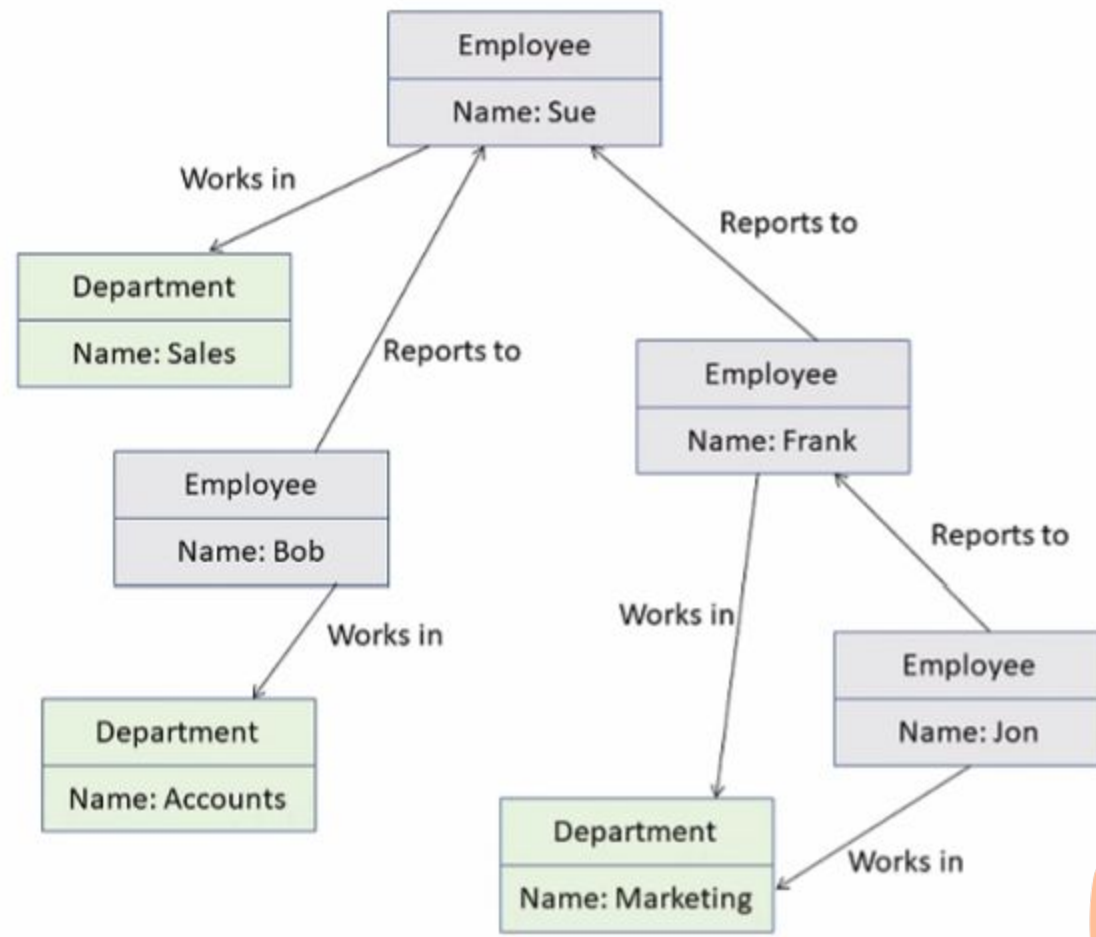 Employee
Name: Sue
Works in
Reports to
Department
Name: Sales
Reports to
Employee
Name: Frank
Employee
Name: Bob
Reports to
Works in
Works in
Employee
Name: Jon
Department
Name: Accounts
Department
Name: Marketing
Works in